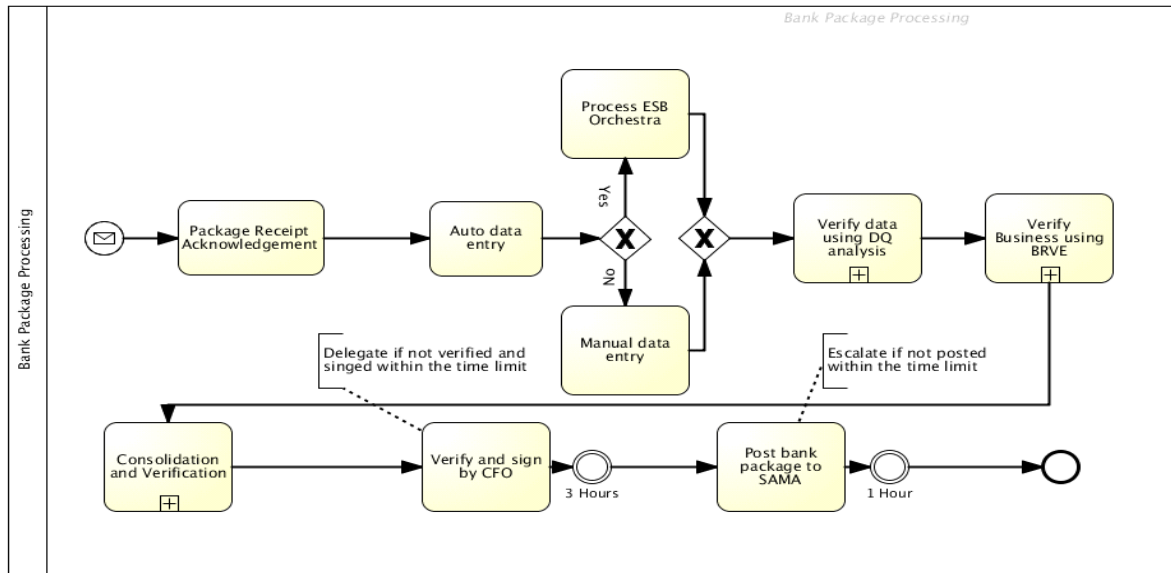 Bank Package Processing
Bank Package Processing
Process ESB
Orchestra
Yes
Package Receipt
Acknowledgement
Auto data
entry
Verify data
using DQ
analysis
Verify
Business using
BRVE
No
Manual data
entry
Delegate if not verified and
singed within the time limit
Escalate if not posted
within the time limit
Consolidation
and Verification
Verify and sign
by CFO
3 Hours
Post bank
package to
SAMA
1 Hour